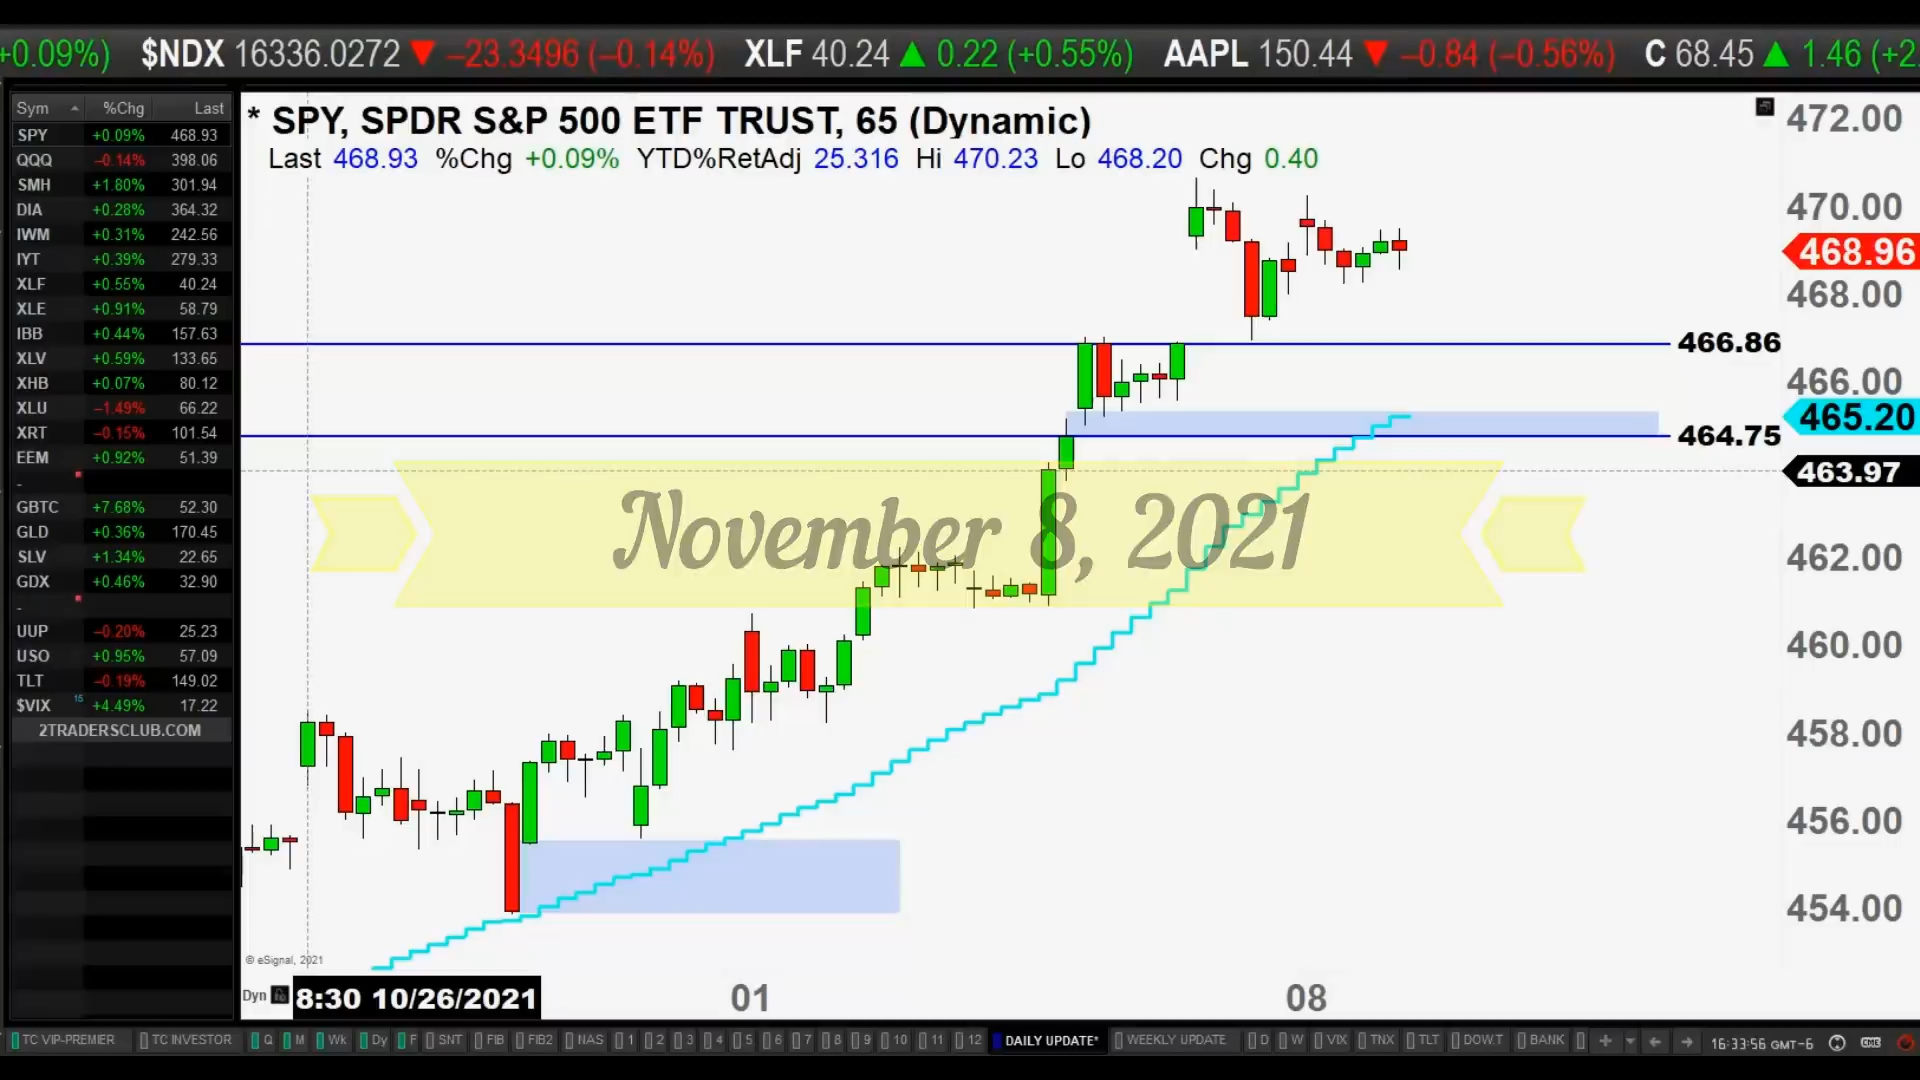 +0.09%) $NDX 16336.0272 ▼ –23.3496 (–0.14%) XLF 40.24 ▲ 0.22 (+0.55%) AAPL 150.44 ▼ –0.84 (–0.56%) C 68.45 ▲ 1.46 (+2
Sym %Chg Last
SPY +0.09% 468.93
QQQ –0.14% 398.06
SMH +1.80% 301.94
DIA +0.28% 364.32
IWM +0.31% 242.56
IYT +0.39% 279.33
XLF +0.55% 40.24
XLE +0.91% 58.79
IBB +0.44% 157.63
XLV +0.59% 133.65
XHB +0.07% 80.12
XLU –1.49% 66.22
XRT –0.15% 101.54
EEM +0.92% 51.39
-
GBTC +7.68% 52.30
GLD +0.36% 170.45
SLV +1.34% 22.65
GDX +0.46% 32.90
-
UUP –0.20% 25.23
USO +0.95% 57.09
TLT –0.19% 149.02
$VIX 15 +4.49% 17.22
2TRADERSCLUB.COM
* SPY, SPDR S&P 500 ETF TRUST, 65 (Dynamic)
Last 468.93 %Chg +0.09% YTD%RetAdj 25.316 Hi 470.23 Lo 468.20 Chg 0.40
472.00
470.00
468.96
468.00
466.86
466.00
465.20
464.75
463.97
November 8, 2021
462.00
460.00
458.00
456.00
454.00
© eSignal, 2021
Dyn 8:30 10/26/2021 01 08
TC VIP-PREMIER TC INVESTOR Q M Wk Dy F SNT FIB FIB2 NAS 1 2 3 4 5 6 7 8 9 10 11 12 DAILY UPDATE* WEEKLY UPDATE D W VIX TNX TLT DOW.T BANK 16:33:56 GMT-6 CME